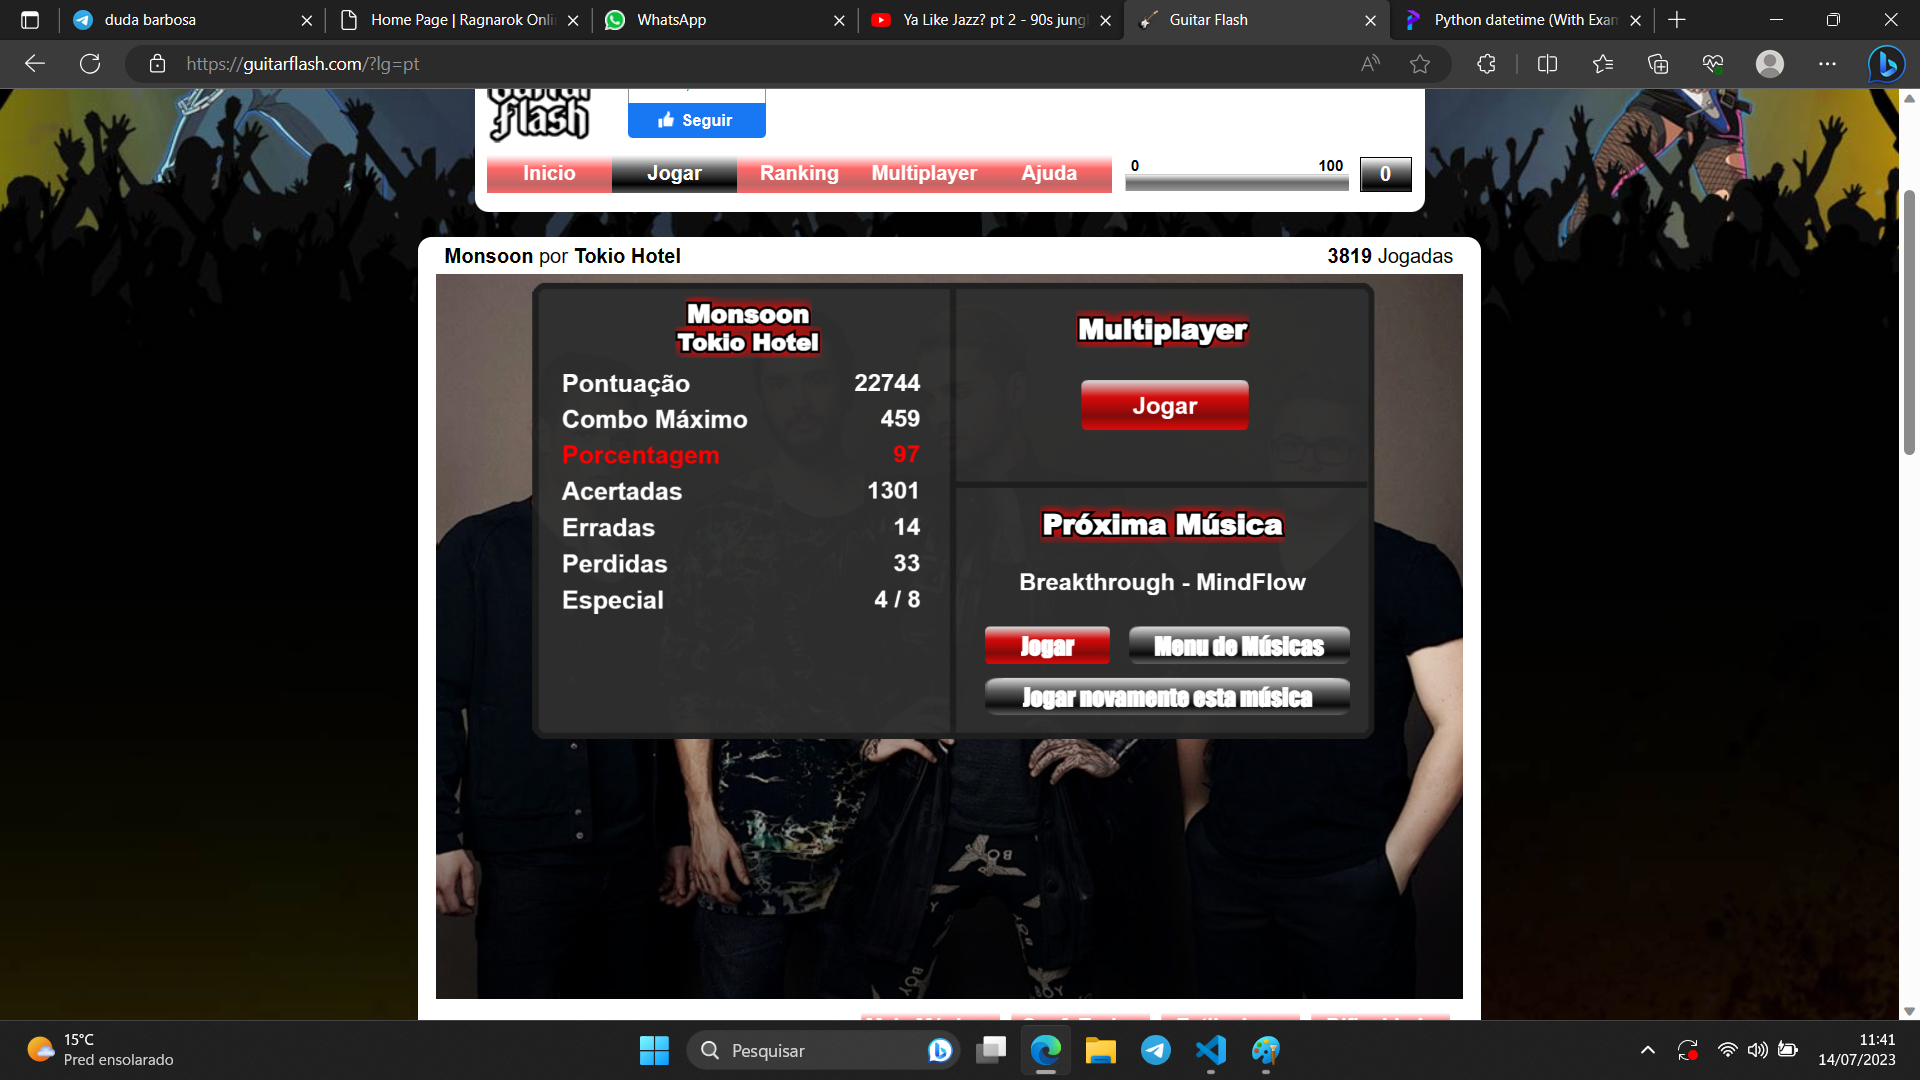 duda barbosa
Home Page | Ragnarok Onli
WhatsApp
Ya Like Jazz? pt 2 - 90s jung
Guitar Flash
Python datetime (With Exam
https://guitarflash.com/?lg=pt
flash
Seguir
Inicio
Jogar
Ranking
Multiplayer
Ajuda
0
100
0
Monsoon por Tokio Hotel
3819 Jogadas
Monsoon
Tokio Hotel
Pontuação 22744
Combo Máximo 459
Porcentagem 97
Acertadas 1301
Erradas 14
Perdidas 33
Especial 4 / 8
Multiplayer
Jogar
Próxima Música
Breakthrough - MindFlow
Jogar
Menu de Músicas
Jogar novamente esta música
BOY
BOY
BOY
15°C
Pred ensolarado
Pesquisar
11:41
14/07/2023